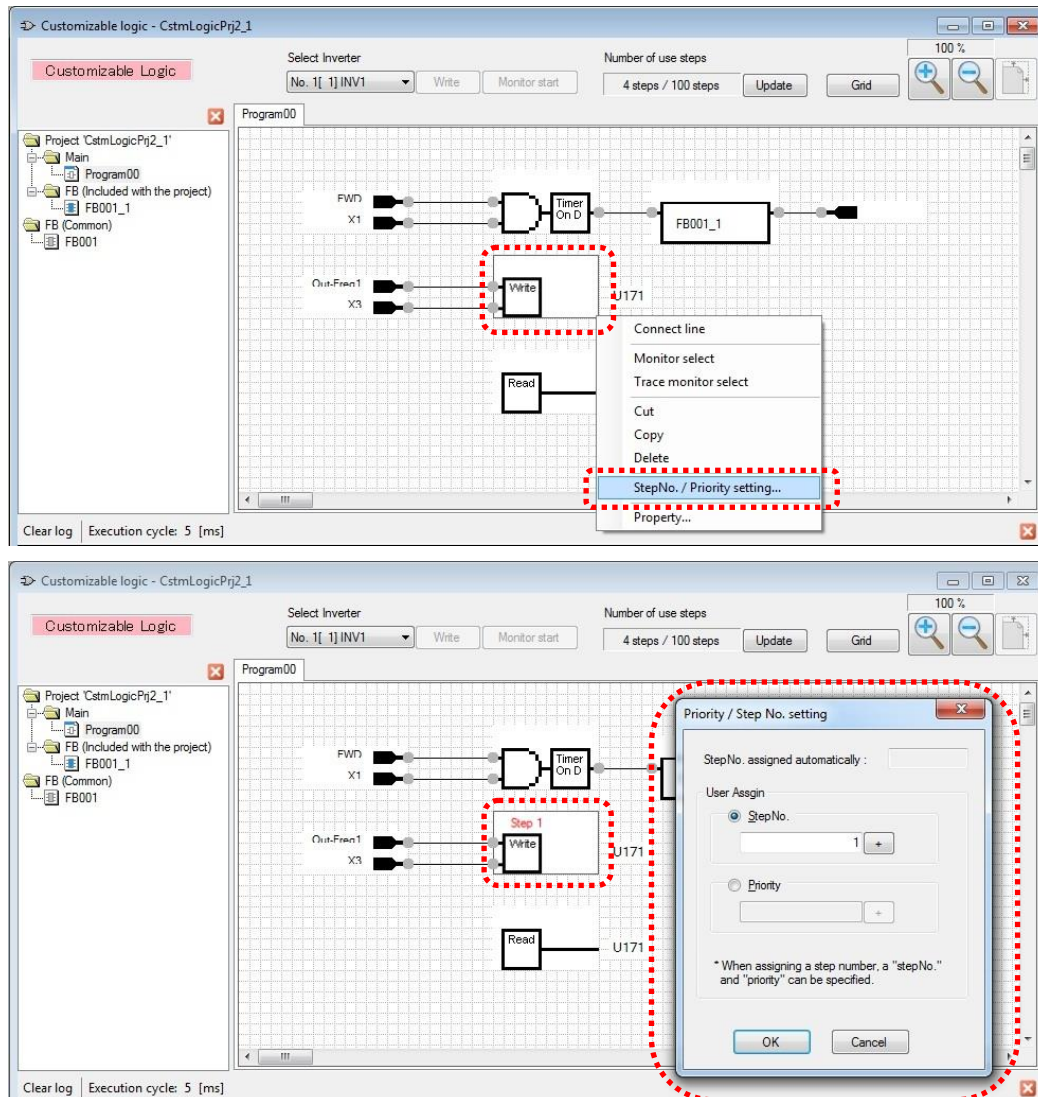 Customizable logic - CstmLogicPrj2_1
100 %
Customizable Logic
Select Inverter
Number of use steps
No. 1[ 1] INV1
Write
Monitor start
4 steps / 100 steps
Update
Grid
Program00
Project 'CstmLogicPrj2_1'
Main
Program00
FB (Included with the project)
FB001_1
FB (Common)
FB001
FWD
X1
Timer
On D
FB001_1
Out-Freq1
X3
Write
U171
Read
Connect line
Monitor select
Trace monitor select
Cut
Copy
Delete
StepNo. / Priority setting...
Property...
Clear log
Execution cycle: 5 [ms]
Customizable logic - CstmLogicPrj2_1
100 %
Customizable Logic
Select Inverter
Number of use steps
No. 1[ 1] INV1
Write
Monitor start
4 steps / 100 steps
Update
Grid
Program00
Project 'CstmLogicPrj2_1'
Main
Program00
FB (Included with the project)
FB001_1
FB (Common)
FB001
FWD
X1
Timer
On D
Step 1
Out-Freq1
X3
Write
U171
Read
U171
Priority / Step No. setting
StepNo. assigned automatically :
User Assgin
StepNo.
1
+
Priority
+
* When assigning a step number, a "stepNo."
and "priority" can be specified.
OK
Cancel
Clear log
Execution cycle: 5 [ms]